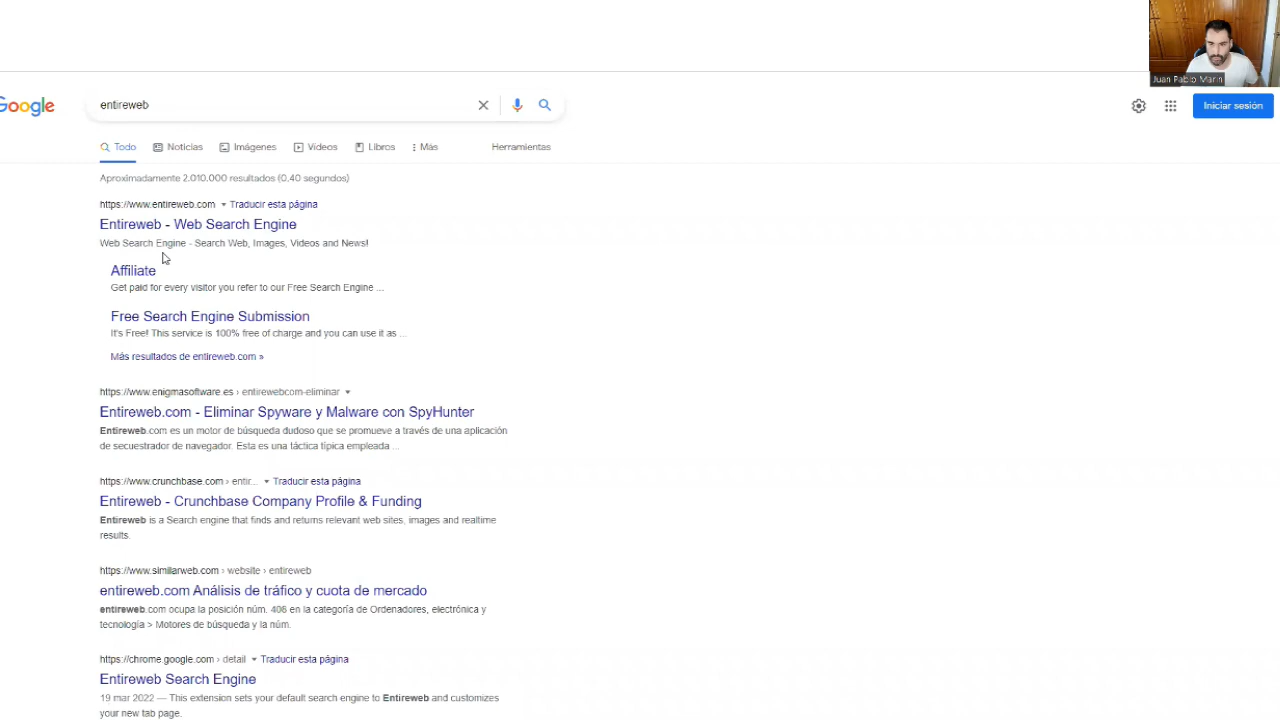 Juan Pablo Marin
Google
entireweb
Iniciar sesión
Todo
Noticias
Imágenes
Vídeos
Libros
Más
Herramientas
Aproximadamente 2.010.000 resultados (0,40 segundos)
https://www.entireweb.com Traducir esta página
Entireweb - Web Search Engine
Web Search Engine - Search Web, Images, Videos and News!
Affiliate
Get paid for every visitor you refer to our Free Search Engine ...
Free Search Engine Submission
It's Free! This service is 100% free of charge and you can use it as ...
Más resultados de entireweb.com »
https://www.enigmasoftware.es › entirewebcom-eliminar
Entireweb.com - Eliminar Spyware y Malware con SpyHunter
Entireweb.com es un motor de búsqueda dudoso que se promueve a través de una aplicación
de secuestrador de navegador. Esta es una táctica típica empleada ...
https://www.crunchbase.com › entir... Traducir esta página
Entireweb - Crunchbase Company Profile & Funding
Entireweb is a Search engine that finds and returns relevant web sites, images and realtime
results.
https://www.similarweb.com › website › entireweb
entireweb.com Análisis de tráfico y cuota de mercado
entireweb.com ocupa la posición núm. 406 en la categoría de Ordenadores, electrónica y
tecnología > Motores de búsqueda y la núm.
https://chrome.google.com › detail Traducir esta página
Entireweb Search Engine
19 mar 2022 — This extension sets your default search engine to Entireweb and customizes
your new tab page.